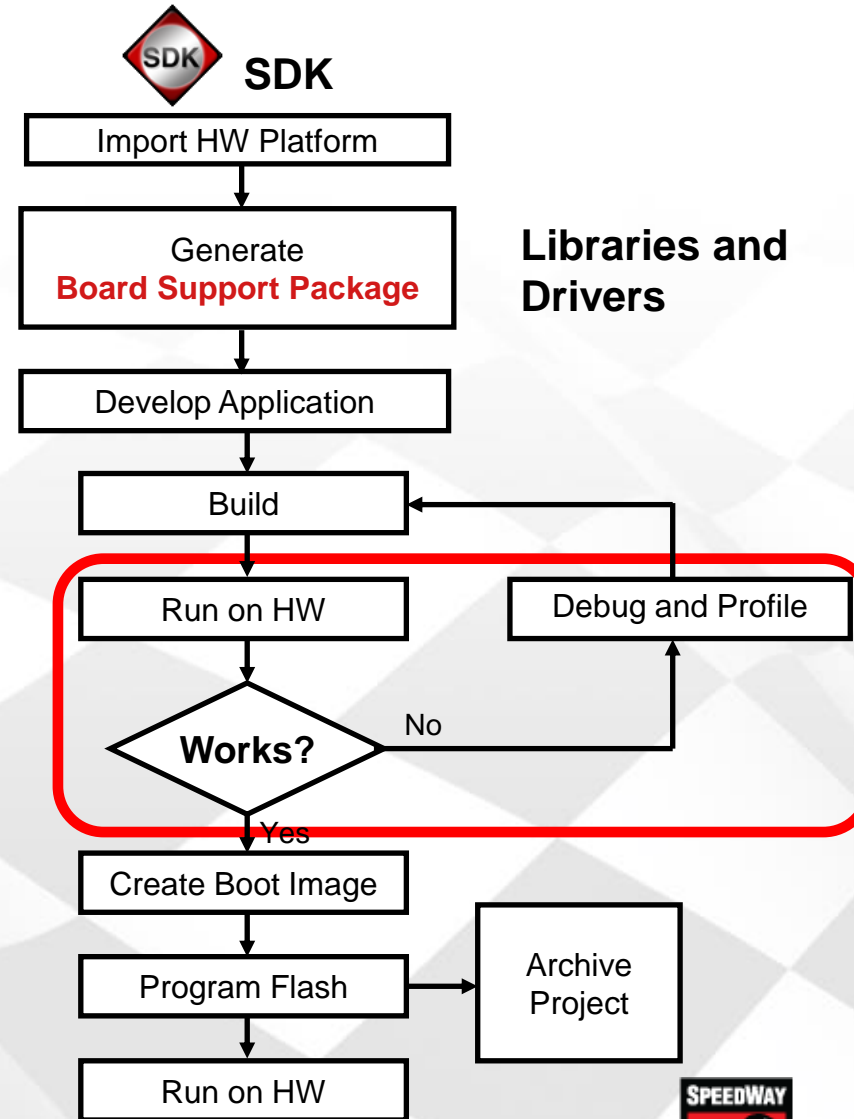 SDK
SDK
Import HW Platform
Generate
Board Support Package
Libraries and
Drivers
Develop Application
Build
Run on HW
Debug and Profile
Works?
No
Yes
Create Boot Image
Program Flash
Archive
Project
Run on HW
SPEEDWAY